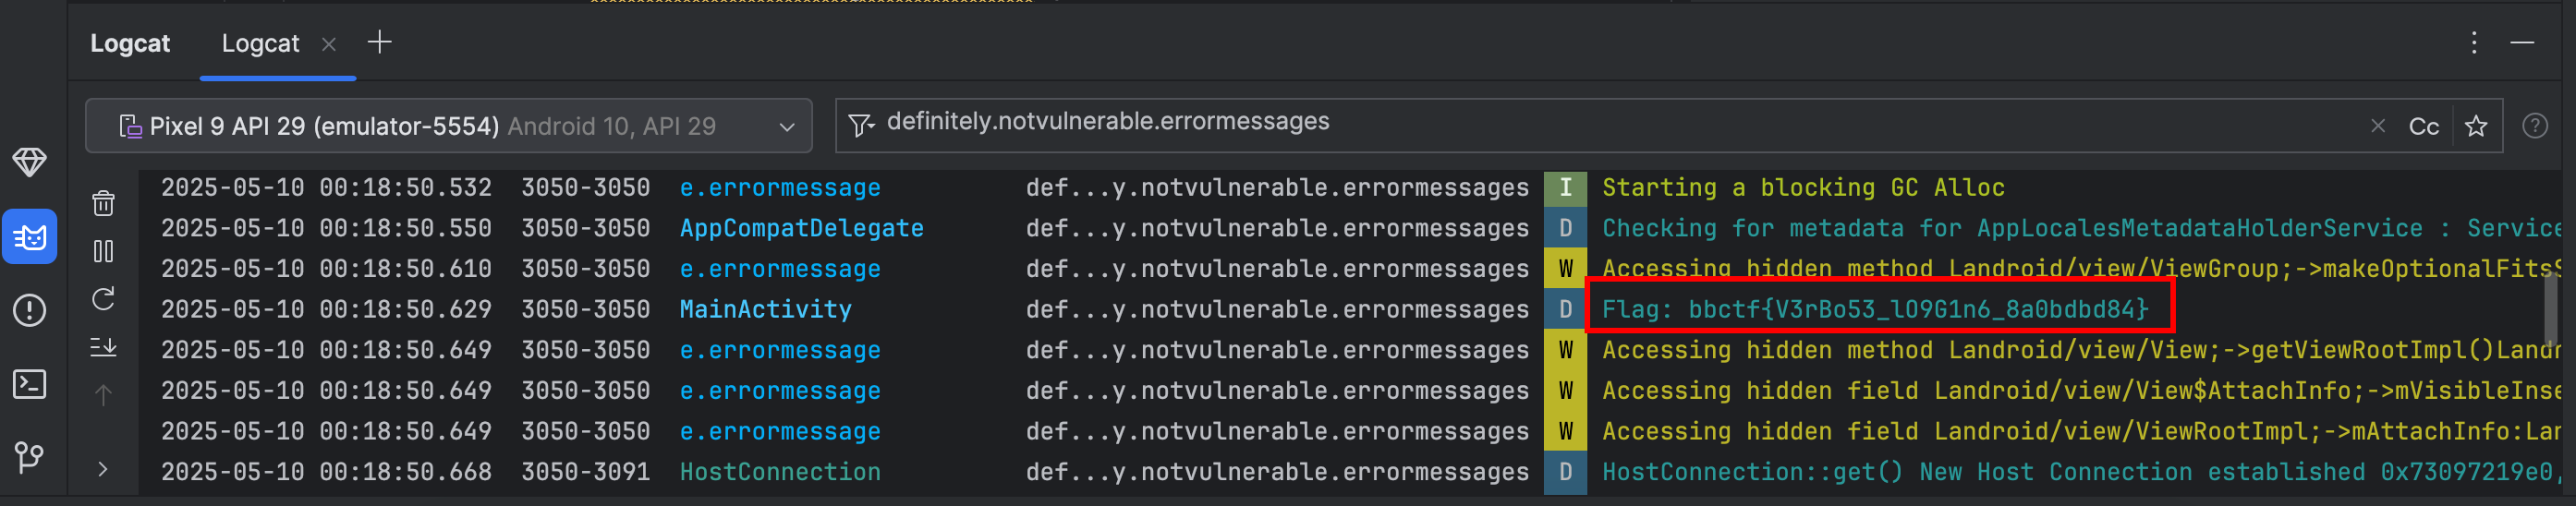 Logcat Logcat
Pixel 9 API 29 (emulator-5554) Android 10, API 29 definitely.notvulnerable.errormessages Cc
2025-05-10 00:18:50.532 3050-3050 e.errormessage def...y.notvulnerable.errormessages I Starting a blocking GC Alloc
2025-05-10 00:18:50.550 3050-3050 AppCompatDelegate def...y.notvulnerable.errormessages D Checking for metadata for AppLocalesMetadataHolderService : Service
2025-05-10 00:18:50.610 3050-3050 e.errormessage def...y.notvulnerable.errormessages W Accessing hidden method Landroid/view/ViewGroup;->makeOptionalFitsS
2025-05-10 00:18:50.629 3050-3050 MainActivity def...y.notvulnerable.errormessages D Flag: bbctf{V3rBo53_lO9G1n6_8a0bdbd84}
2025-05-10 00:18:50.649 3050-3050 e.errormessage def...y.notvulnerable.errormessages W Accessing hidden method Landroid/view/View;->getViewRootImpl()Landr
2025-05-10 00:18:50.649 3050-3050 e.errormessage def...y.notvulnerable.errormessages W Accessing hidden field Landroid/view/View$AttachInfo;->mVisibleInse
2025-05-10 00:18:50.649 3050-3050 e.errormessage def...y.notvulnerable.errormessages W Accessing hidden field Landroid/view/ViewRootImpl;->mAttachInfo:Lan
2025-05-10 00:18:50.668 3050-3091 HostConnection def...y.notvulnerable.errormessages D HostConnection::get() New Host Connection established 0x73097219e0,